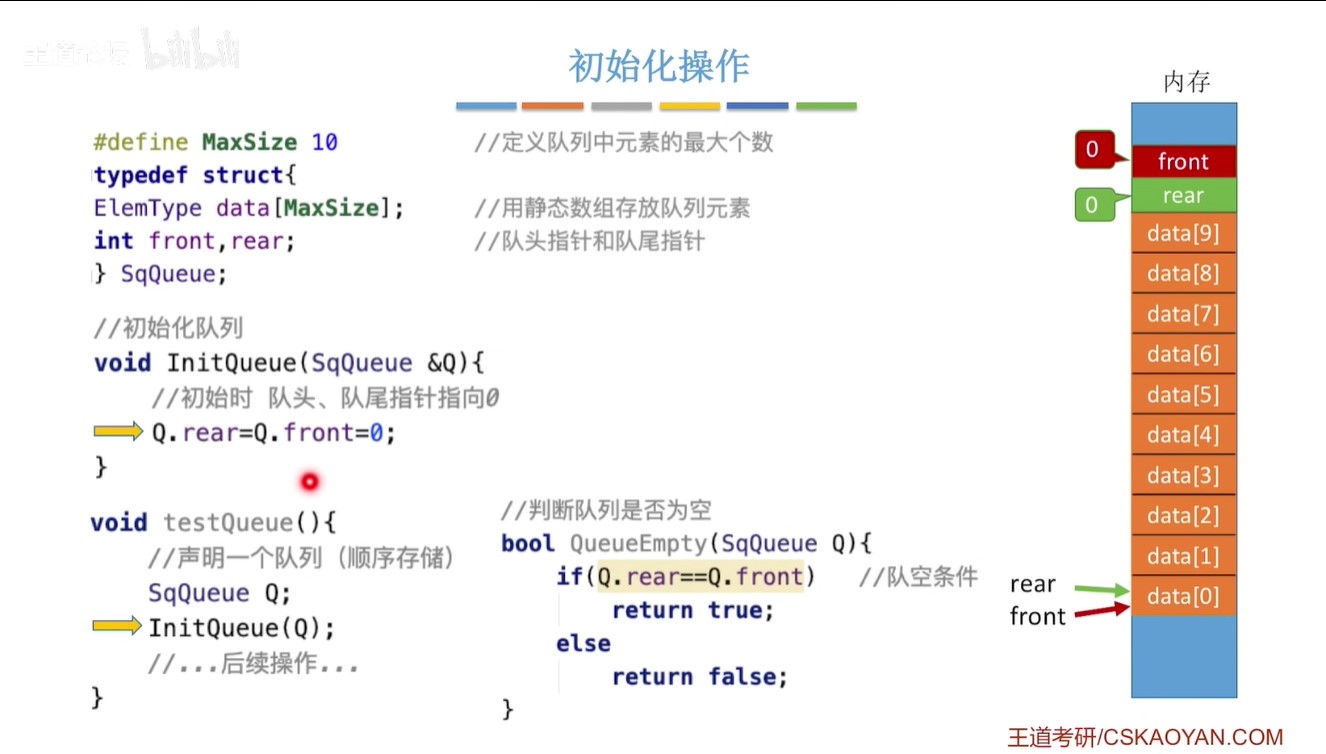 王道论坛 bilibili
初始化操作
#define MaxSize 10 //定义队列中元素的最大个数
typedef struct{
ElemType data[MaxSize]; //用静态数组存放队列元素
int front,rear; //队头指针和队尾指针
} SqQueue;
//初始化队列
void InitQueue(SqQueue &Q){
//初始时 队头、队尾指针指向0
Q.rear=Q.front=0;
}
void testQueue(){
//声明一个队列（顺序存储）
SqQueue Q;
InitQueue(Q);
//...后续操作...
}
//判断队列是否为空
bool QueueEmpty(SqQueue Q){
if(Q.rear==Q.front) //队空条件
return true;
else
return false;
}
内存
0 front
0 rear
data[9]
data[8]
data[7]
data[6]
data[5]
data[4]
data[3]
data[2]
data[1]
data[0]
rear
front
王道考研/CSKAOYAN.COM